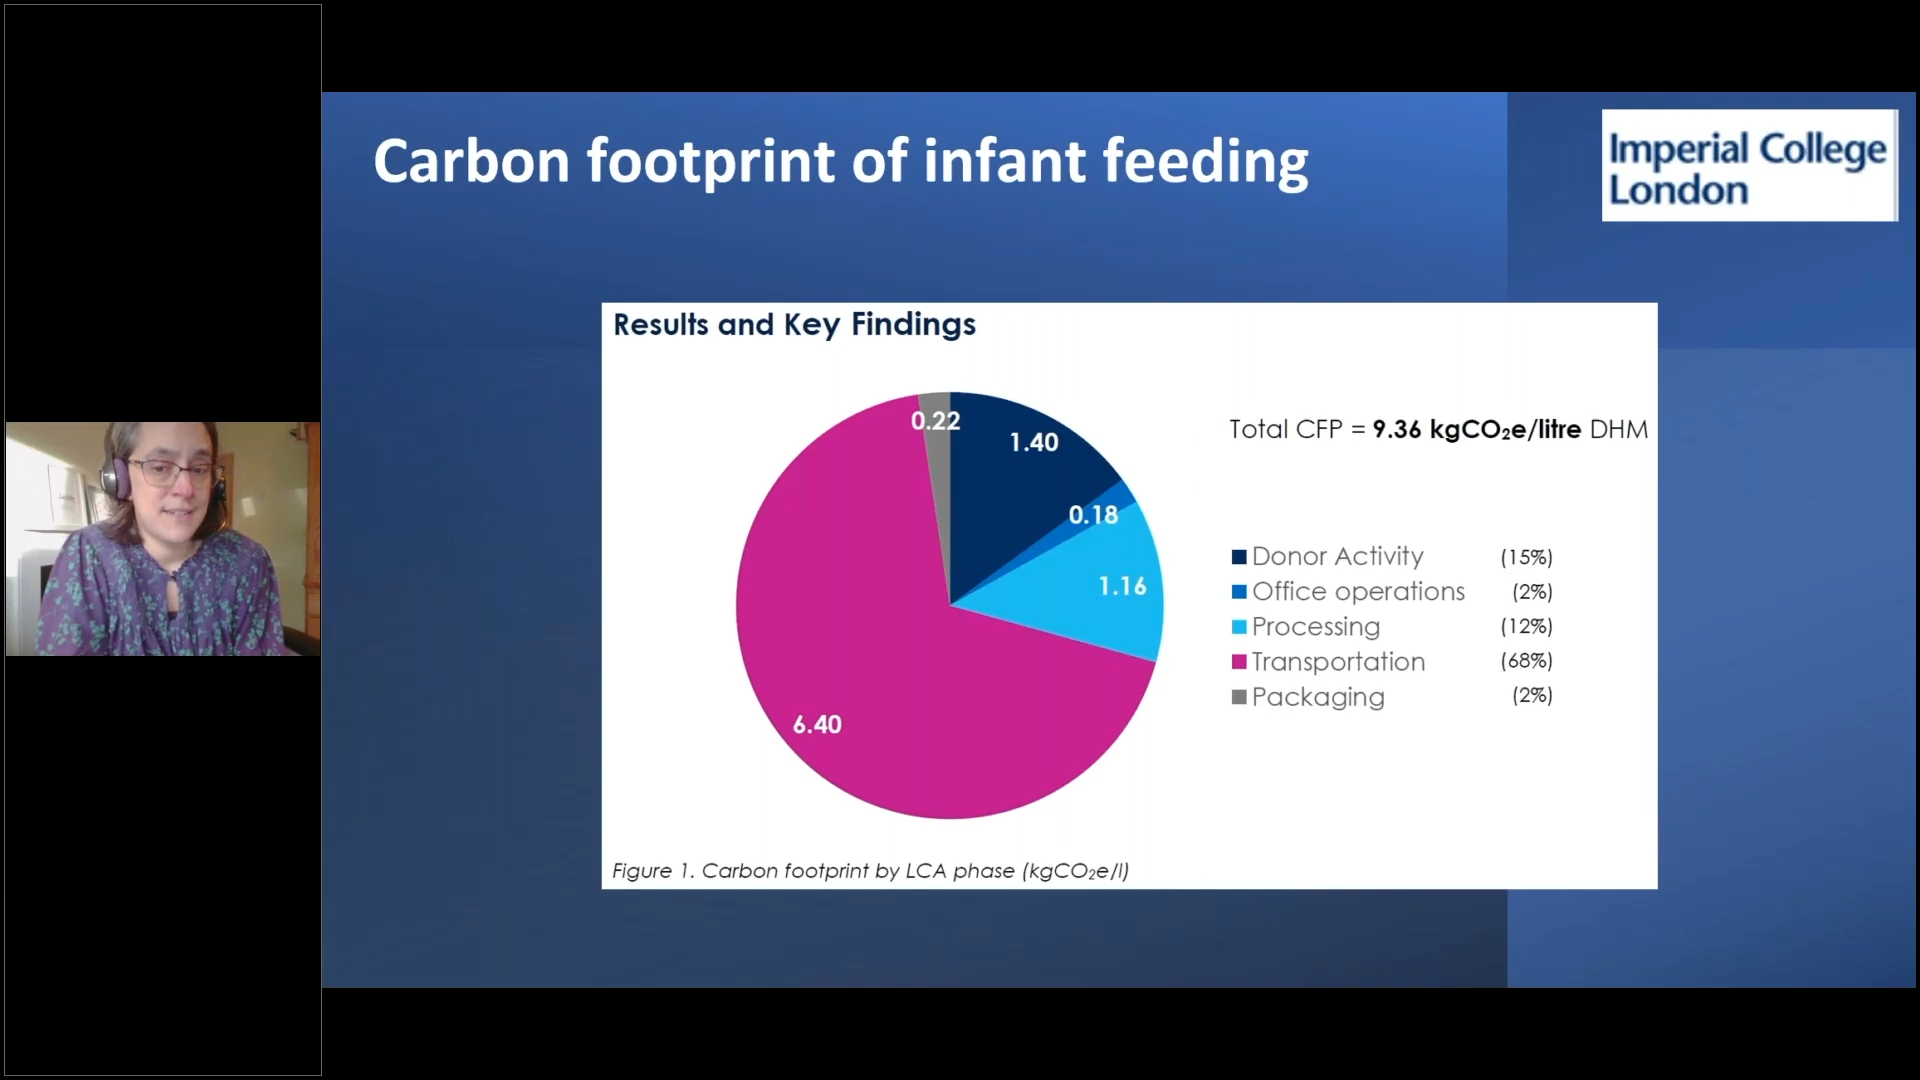 Carbon footprint of infant feeding
Imperial College
London
Results and Key Findings
0.22
1.40
0.18
1.16
6.40
Total CFP = 9.36 kgCO₂e/litre DHM
Donor Activity (15%)
Office operations (2%)
Processing (12%)
Transportation (68%)
Packaging (2%)
Figure 1. Carbon footprint by LCA phase (kgCO₂e/l)